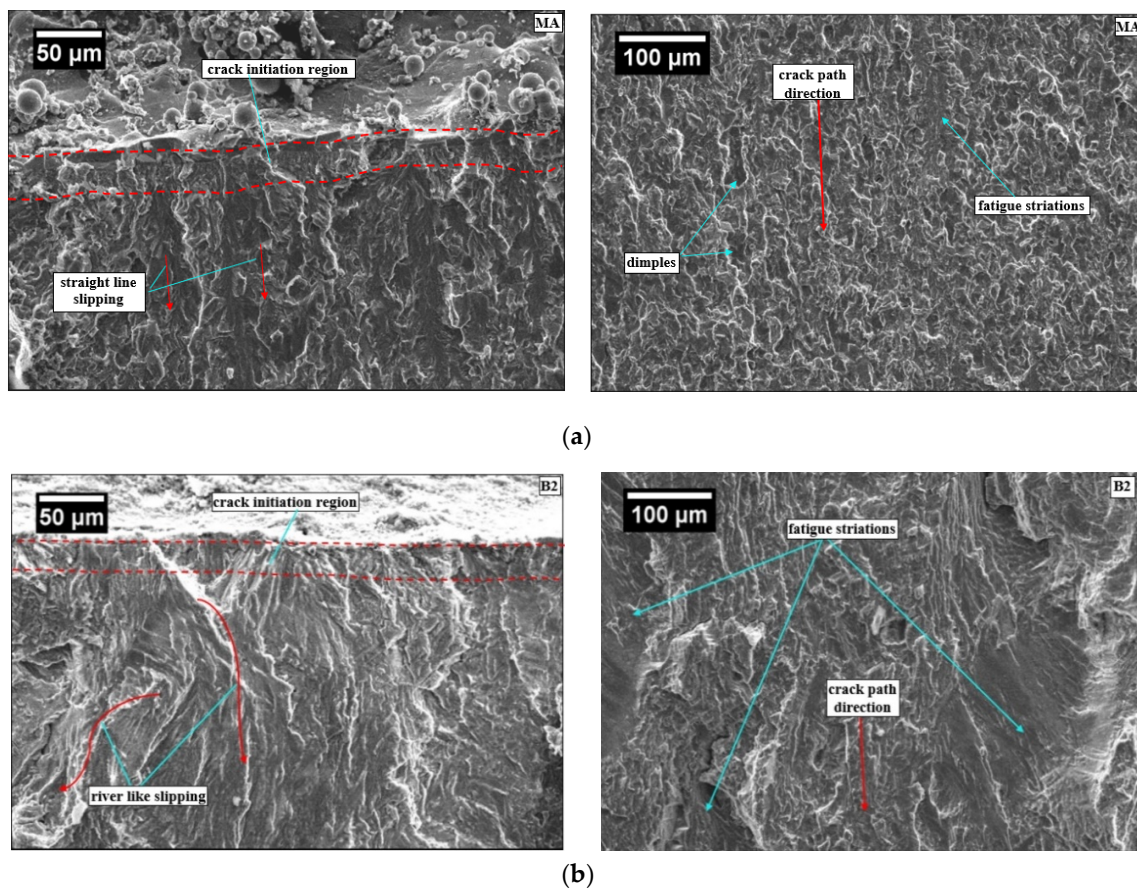 50 µm
MA
crack initiation region
straight line
slipping
100 µm
MA
crack path
direction
fatigue striations
dimples
(a)
50 µm
B2
crack initiation region
river like slipping
100 µm
B2
fatigue striations
crack path
direction
(b)